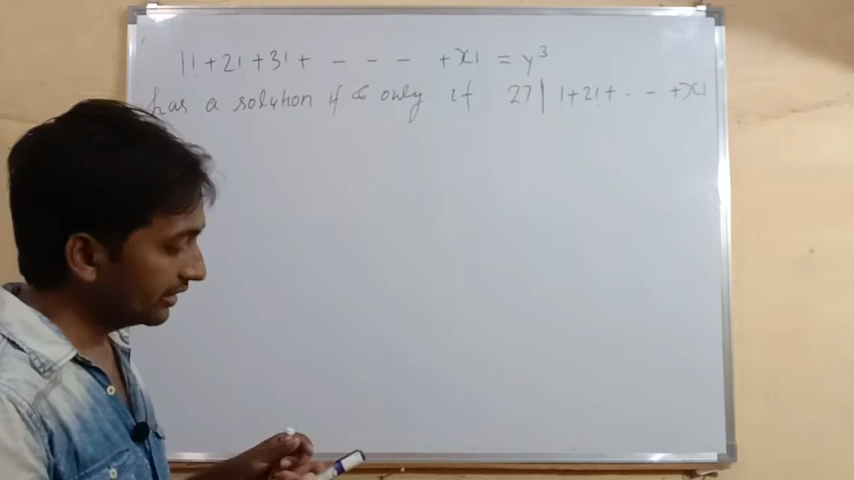 1! + 2! + 3! + - - - + x! = y³
has a solution if & only if 27 | 1+2!+ - - - +x!